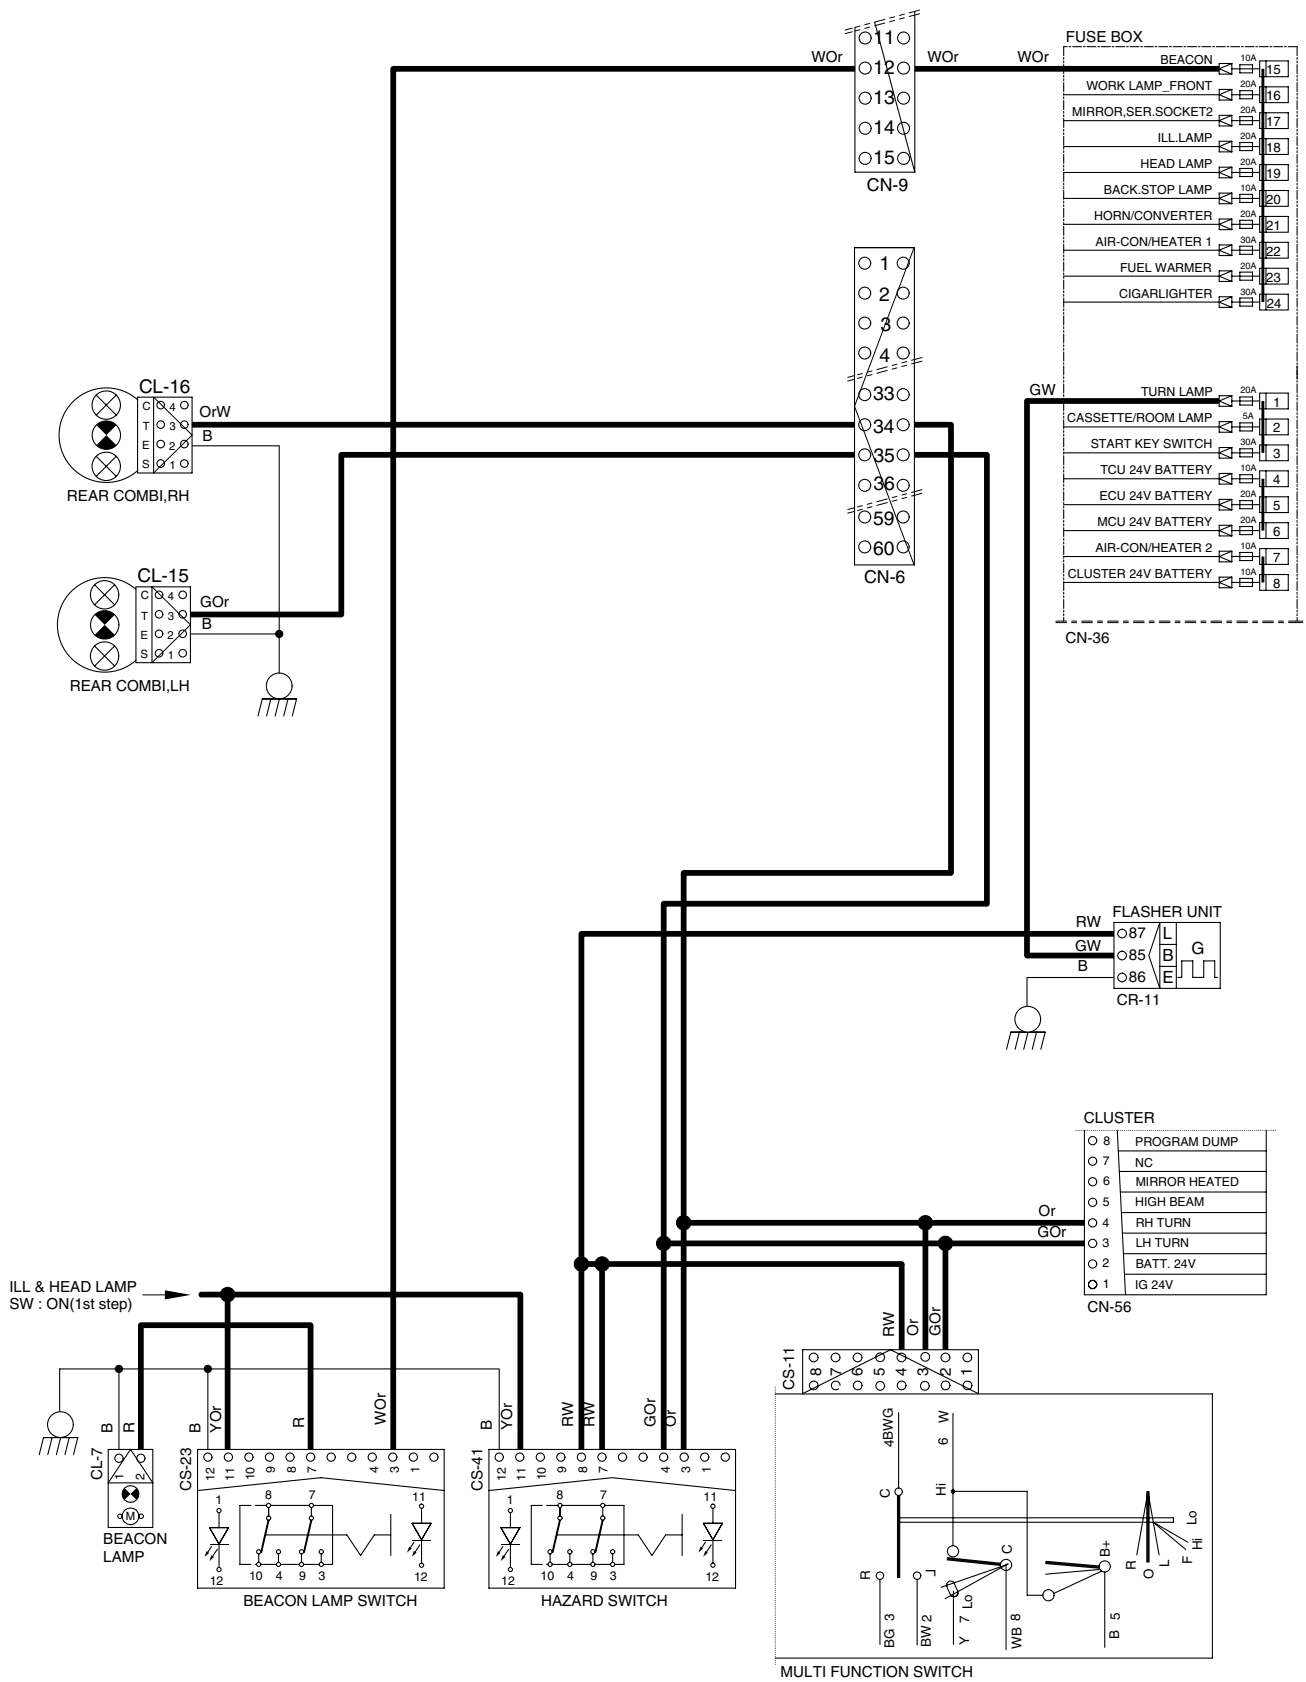 FUSE BOX
WOr WOr WOr
11
12
13
14
15
CN-9
BEACON 10A 15
WORK LAMP_FRONT 20A 16
MIRROR,SER.SOCKET2 20A 17
ILL.LAMP 20A 18
HEAD LAMP 20A 19
BACK.STOP LAMP 10A 20
HORN/CONVERTER 20A 21
AIR-CON/HEATER 1 30A 22
FUEL WARMER 20A 23
CIGARLIGHTER 30A 24
1
2
3
4
33
34
35
36
59
60
CN-6
GW
TURN LAMP 20A 1
CASSETTE/ROOM LAMP 5A 2
START KEY SWITCH 30A 3
TCU 24V BATTERY 10A 4
ECU 24V BATTERY 20A 5
MCU 24V BATTERY 20A 6
AIR-CON/HEATER 2 10A 7
CLUSTER 24V BATTERY 10A 8
CN-36
CL-16
C 4
T 3 OrW
E 2 B
S 1
REAR COMBI,RH
CL-15
C 4
T 3 GOr
E 2 B
S 1
REAR COMBI,LH
FLASHER UNIT
RW 87 L
GW 85 B G
B 86 E
CR-11
CLUSTER
8 PROGRAM DUMP
7 NC
6 MIRROR HEATED
5 HIGH BEAM
Or 4 RH TURN
GOr 3 LH TURN
2 BATT. 24V
1 IG 24V
CN-56
ILL & HEAD LAMP
SW : ON(1st step)
B R
CL-7
1 2
M
BEACON
LAMP
B YOr R WOr
CS-23
12 11 10 9 8 7 4 3 1
1 8 7 11
12 10 4 9 3 12
BEACON LAMP SWITCH
B YOr RW RW GOr Or
CS-41
12 11 10 9 8 7 4 3 1
1 8 7 11
12 10 4 9 3 12
HAZARD SWITCH
RW Or GOr
CS-11
8 7 6 5 4 3 2 1
4BWG 6 W
C Hi
R L
C B+
Lo
R O L F Hi Lo
BG 3 BW 2 Y 7 WB 8 B 5
MULTI FUNCTION SWITCH